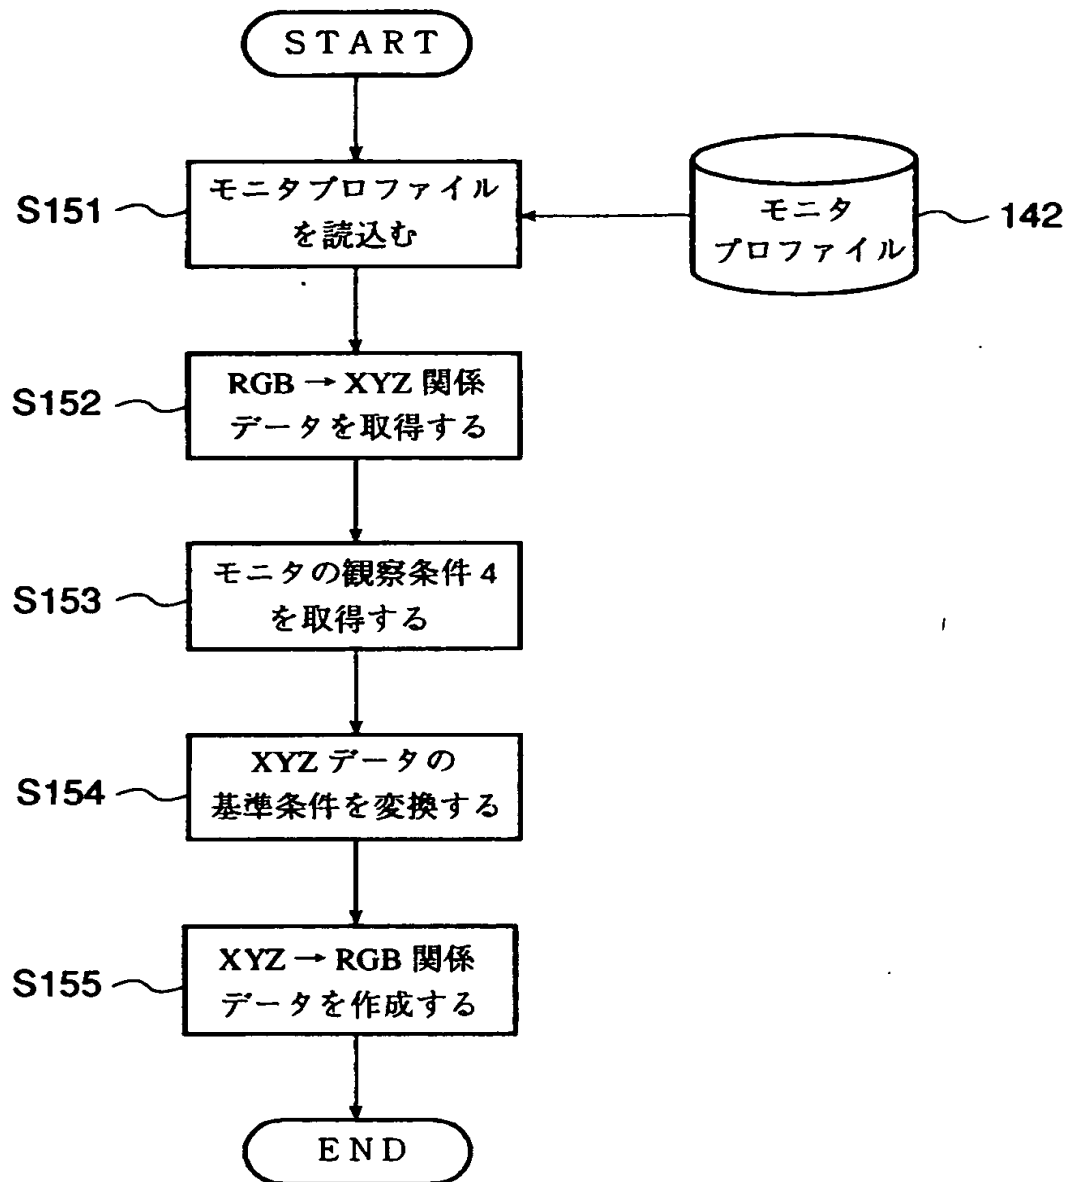 START
S151
モニタプロファイル
を読込む
モニタ
プロファイル
142
S152
RGB → XYZ 関係
データを取得する
S153
モニタの観察条件 4
を取得する
S154
XYZ データの
基準条件を変換する
S155
XYZ → RGB 関係
データを作成する
END